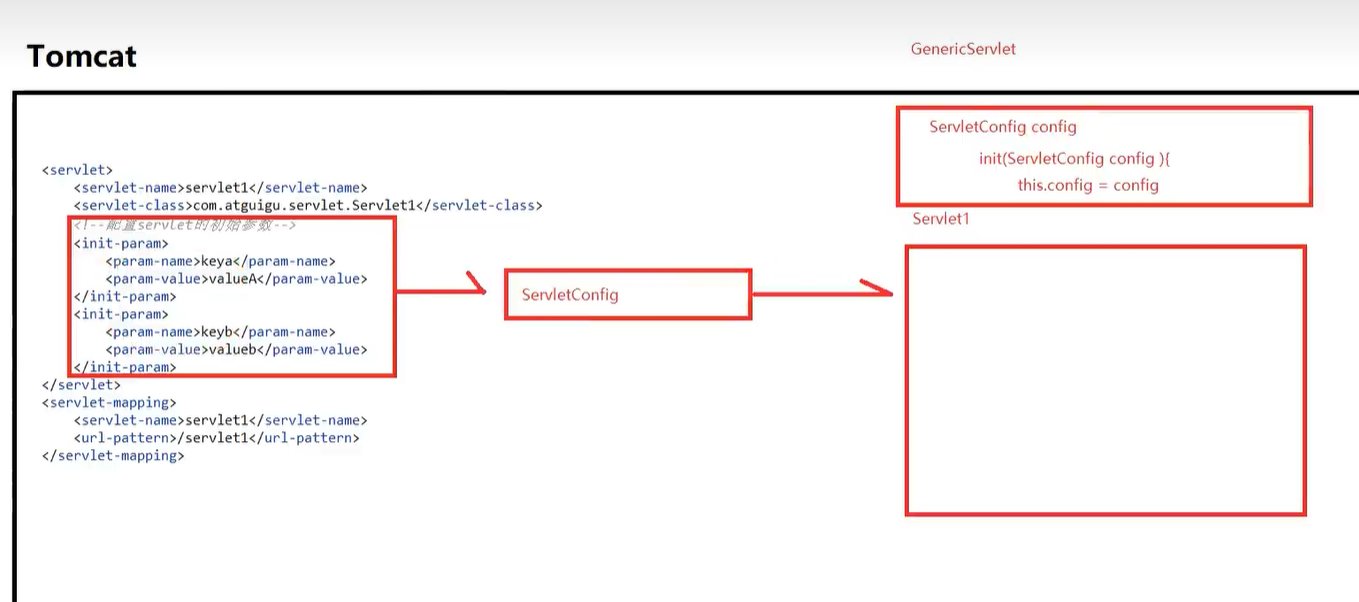 Tomcat
GenericServlet
ServletConfig config
init(ServletConfig config ){
this.config = config
Servlet1
<servlet>
<servlet-name>servlet1</servlet-name>
<servlet-class>com.atguigu.servlet.Servlet1</servlet-class>
<!--配置servlet的初始参数-->
<init-param>
<param-name>keya</param-name>
<param-value>valueA</param-value>
</init-param>
<init-param>
<param-name>keyb</param-name>
<param-value>valueb</param-value>
</init-param>
</servlet>
<servlet-mapping>
<servlet-name>servlet1</servlet-name>
<url-pattern>/servlet1</url-pattern>
</servlet-mapping>
ServletConfig